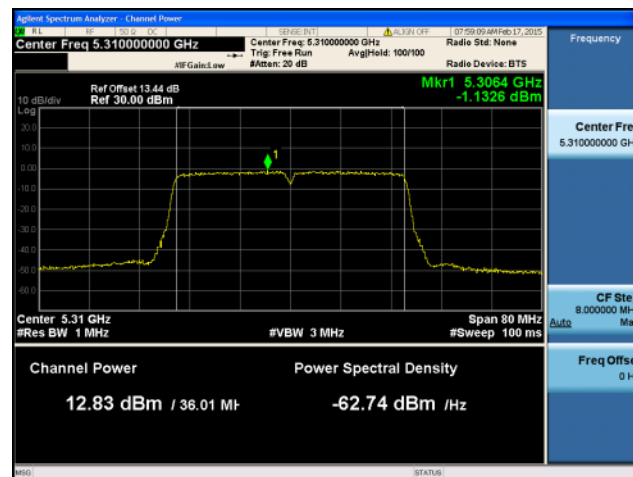 Agilent Spectrum Analyzer - Channel Power
RL RF 50 Ω DC SENSE:INT ALIGN OFF 07:59:09 AM Feb 17, 2015
Center Freq 5.310000000 GHz
Center Freq: 5.310000000 GHz
Radio Std: None
Trig: Free Run Avg|Hold: 100/100
#IFGain:Low
#Atten: 20 dB
Radio Device: BTS
Mkr1 5.3064 GHz
-1.1326 dBm
Ref Offset 13.44 dB
10 dB/div Ref 30.00 dBm
Log
20.0
10.0
0.00
-10.0
-20.0
-30.0
-40.0
-50.0
-60.0
1
Center 5.31 GHz
Span 80 MHz
#Res BW 1 MHz
#VBW 3 MHz
#Sweep 100 ms
Channel Power
Power Spectral Density
12.83 dBm / 36.01 MH
-62.74 dBm /Hz
MSG
STATUS
Frequency
Center Fre
5.310000000 GH
CF Ste
8.000000 MH
Auto Ma
Freq Offse
0 H